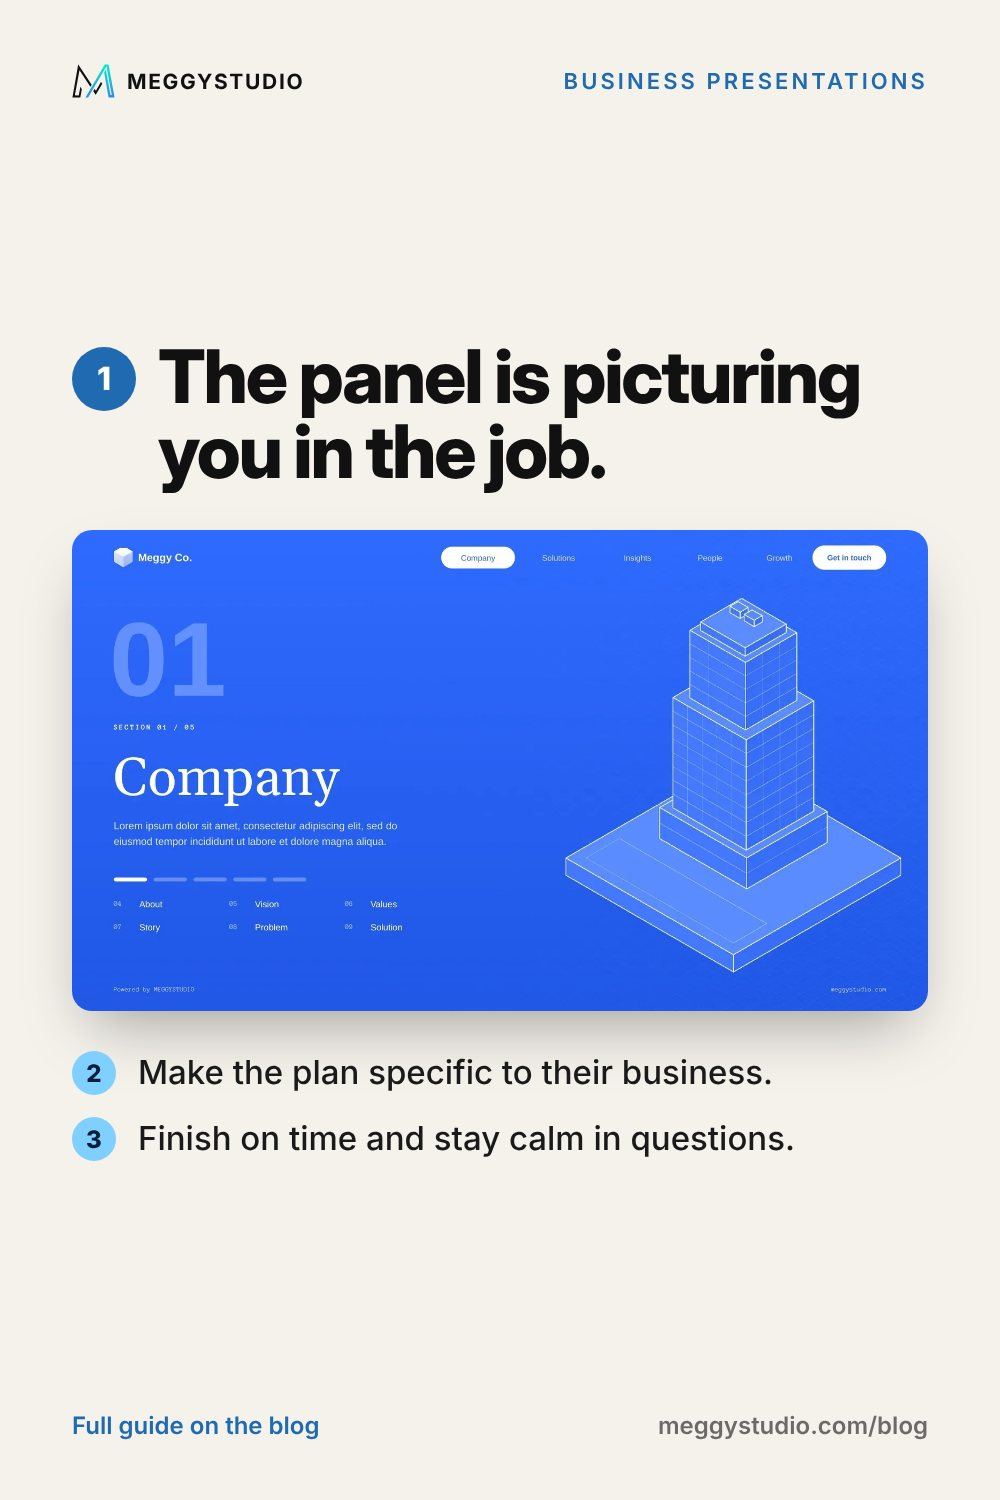 MEGGYSTUDIO
BUSINESS PRESENTATIONS
1
The panel is picturing
you in the job.
Meggy Co.
Company Solutions Insights People Growth Get in touch
01
SECTION 01 / 05
Company
Lorem ipsum dolor sit amet, consectetur adipiscing elit, sed do
eiusmod tempor incididunt ut labore et dolore magna aliqua.
04 About 05 Vision 06 Values
07 Story 08 Problem 09 Solution
Powered by MEGGYSTUDIO
meggystudio.com
2 Make the plan specific to their business.
3 Finish on time and stay calm in questions.
Full guide on the blog
meggystudio.com/blog